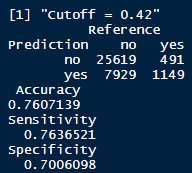 [1] "Cutoff = 0.42"
Reference
Prediction no yes
no 25619 491
yes 7929 1149
Accuracy
0.7607139
Sensitivity
0.7636521
Specificity
0.7006098